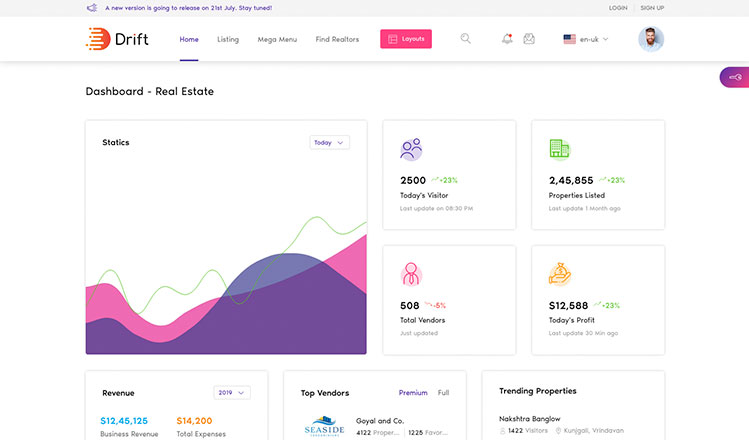 A new version is going to release on 21st July. Stay tuned!
LOGIN | SIGN UP
Drift
Home
Listing
Mega Menu
Find Realtors
Layouts
en-uk
Dashboard - Real Estate
Statics
Today
2500 +23%
Today's Visitor
Last update on 08:30 PM
2,45,855 +23%
Properties Listed
Last update 1 Month ago
508 -5%
Total Vendors
Just updated
$12,588 +23%
Today's Profit
Last update 30 Min ago
Revenue
2019
$12,45,125
Business Revenue
$14,200
Total Expenses
Top Vendors
Premium
Full
SEASIDE
Goyal and Co.
4122 Proper... | 1225 Favor...
Trending Properties
Nakshtra Banglow
1422 Visitors
Kunjgali, Vrindavan